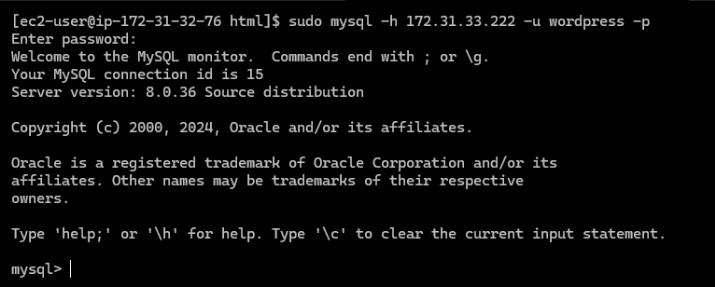 [ec2-user@ip-172-31-32-76 html]$ sudo mysql -h 172.31.33.222 -u wordpress -p
Enter password:
Welcome to the MySQL monitor.  Commands end with ; or \g.
Your MySQL connection id is 15
Server version: 8.0.36 Source distribution

Copyright (c) 2000, 2024, Oracle and/or its affiliates.

Oracle is a registered trademark of Oracle Corporation and/or its
affiliates. Other names may be trademarks of their respective
owners.

Type 'help;' or '\h' for help. Type '\c' to clear the current input statement.

mysql>